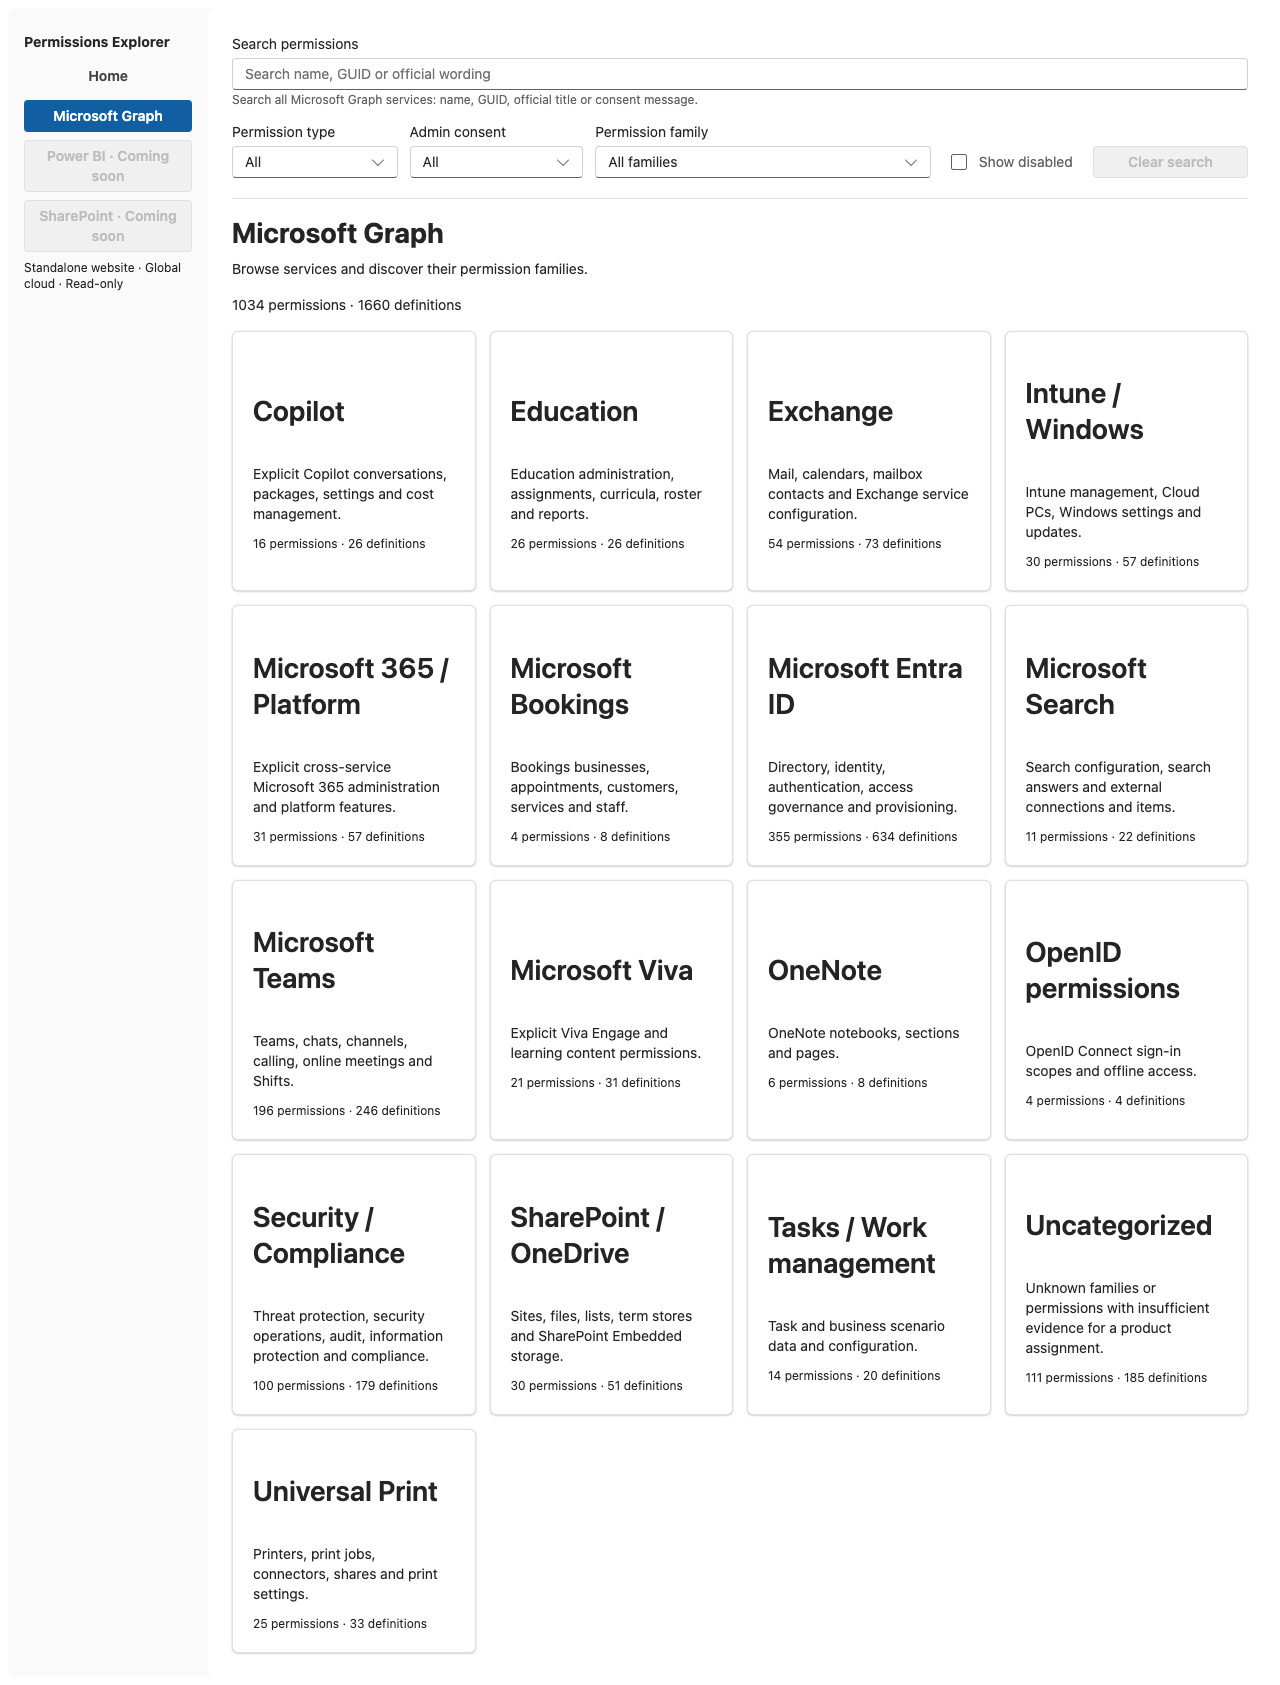 Permissions Explorer
Home
Microsoft Graph
Power BI · Coming
soon
SharePoint · Coming
soon
Standalone website · Global
cloud · Read-only
Search permissions
Search name, GUID or official wording
Search all Microsoft Graph services: name, GUID, official title or consent message.
Permission type
Admin consent
Permission family
All
All
All families
Show disabled
Clear search
Microsoft Graph
Browse services and discover their permission families.
1034 permissions · 1660 definitions
Copilot
Explicit Copilot conversations,
packages, settings and cost
management.
16 permissions · 26 definitions
Education
Education administration,
assignments, curricula, roster
and reports.
26 permissions · 26 definitions
Exchange
Mail, calendars, mailbox
contacts and Exchange service
configuration.
54 permissions · 73 definitions
Intune /
Windows
Intune management, Cloud
PCs, Windows settings and
updates.
30 permissions · 57 definitions
Microsoft 365 /
Platform
Explicit cross-service
Microsoft 365 administration
and platform features.
31 permissions · 57 definitions
Microsoft
Bookings
Bookings businesses,
appointments, customers,
services and staff.
4 permissions · 8 definitions
Microsoft Entra
ID
Directory, identity,
authentication, access
governance and provisioning.
355 permissions · 634 definitions
Microsoft
Search
Search configuration, search
answers and external
connections and items.
11 permissions · 22 definitions
Microsoft
Teams
Teams, chats, channels,
calling, online meetings and
Shifts.
196 permissions · 246 definitions
Microsoft Viva
Explicit Viva Engage and
learning content permissions.
21 permissions · 31 definitions
OneNote
OneNote notebooks, sections
and pages.
6 permissions · 8 definitions
OpenID
permissions
OpenID Connect sign-in
scopes and offline access.
4 permissions · 4 definitions
Security /
Compliance
Threat protection, security
operations, audit, information
protection and compliance.
100 permissions · 179 definitions
SharePoint /
OneDrive
Sites, files, lists, term stores
and SharePoint Embedded
storage.
30 permissions · 51 definitions
Tasks / Work
management
Task and business scenario
data and configuration.
14 permissions · 20 definitions
Uncategorized
Unknown families or
permissions with insufficient
evidence for a product
assignment.
111 permissions · 185 definitions
Universal Print
Printers, print jobs,
connectors, shares and print
settings.
25 permissions · 33 definitions